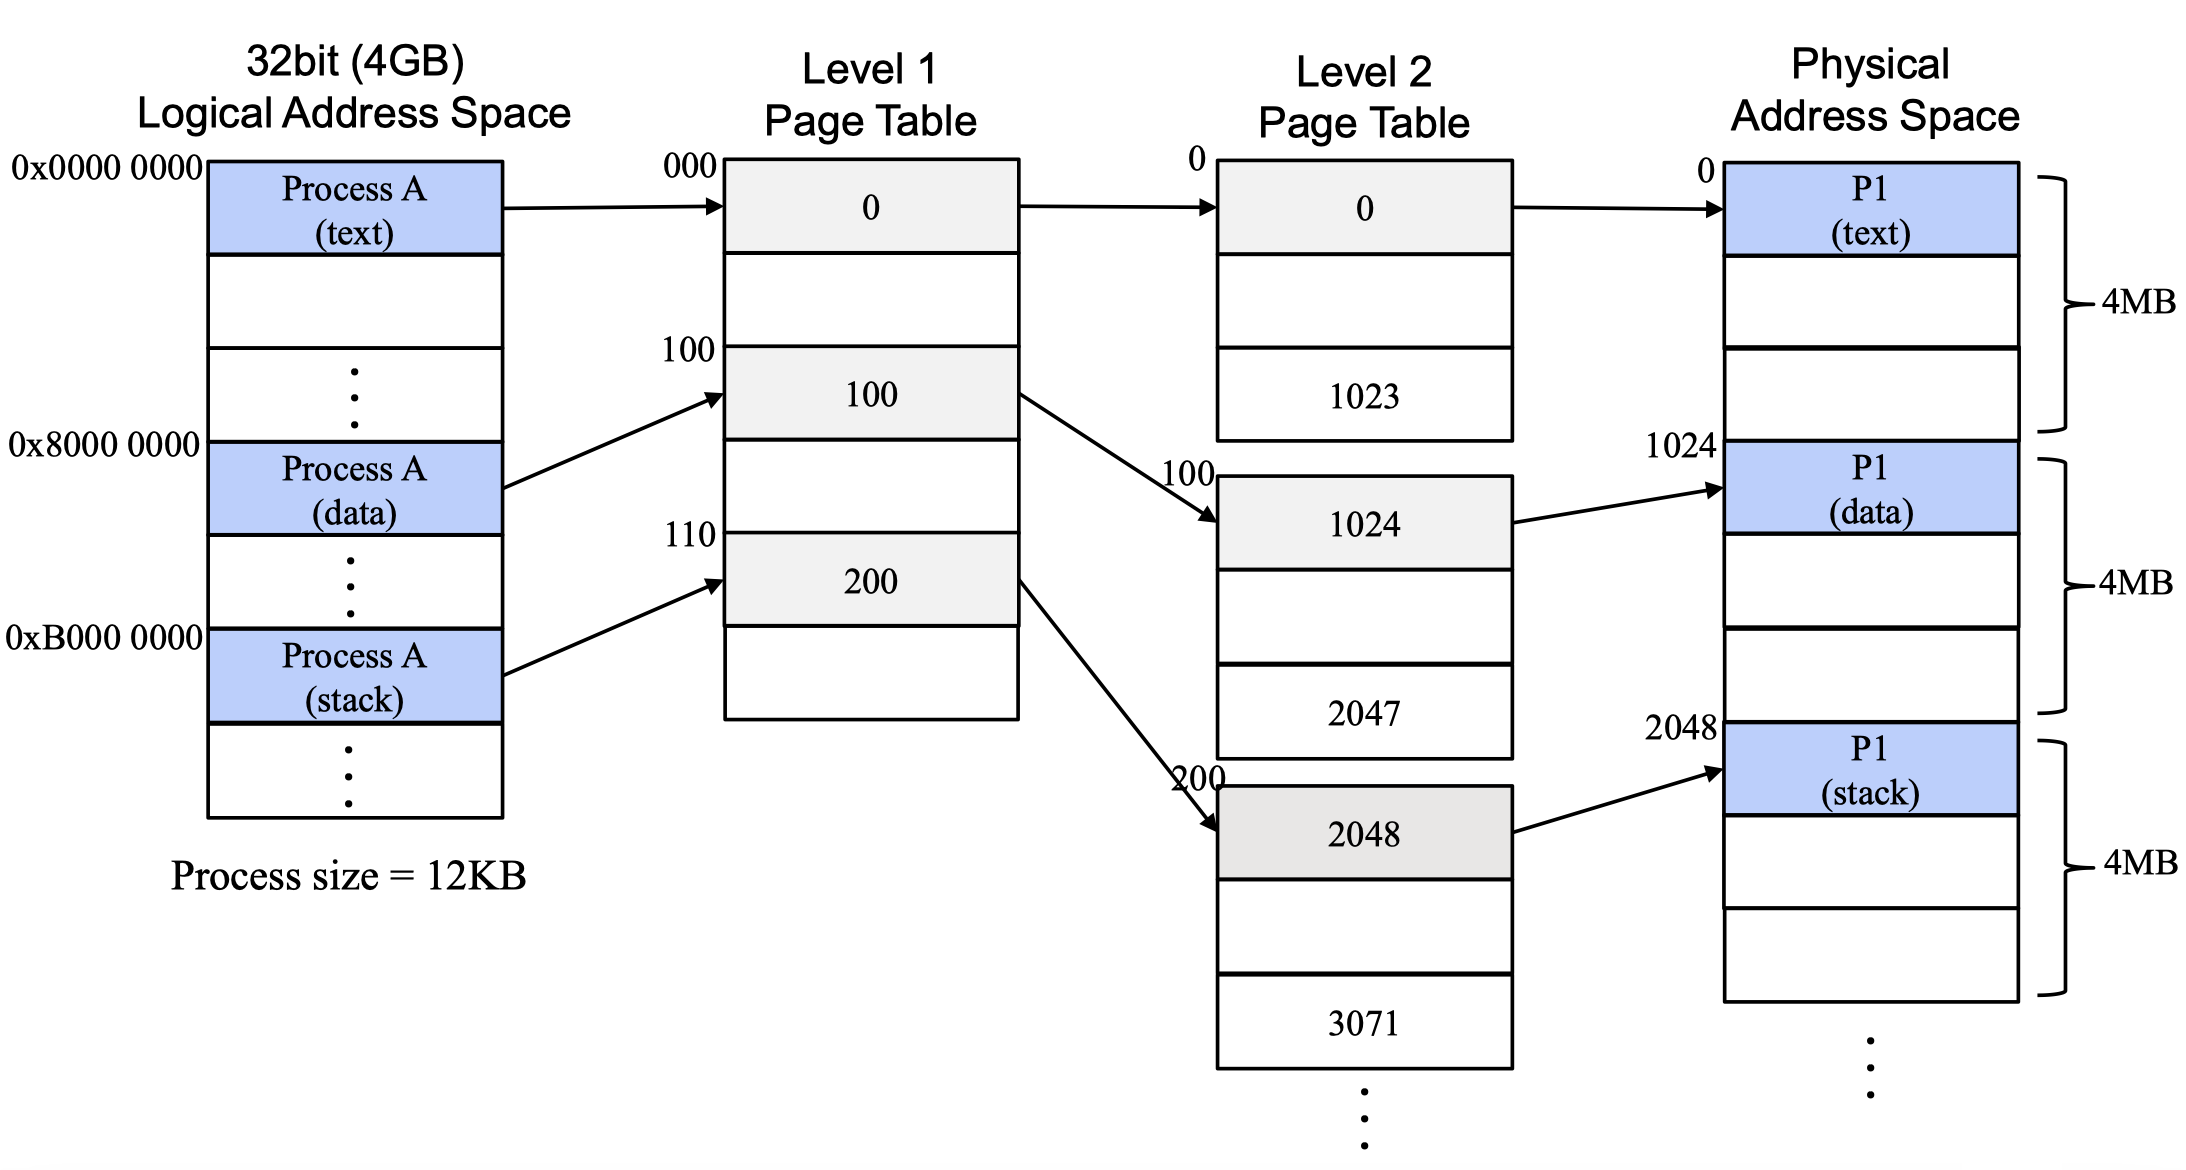 32bit (4GB)
Logical Address Space
0x0000 0000
Process A
(text)
0x8000 0000
Process A
(data)
0xB000 0000
Process A
(stack)
Process size = 12KB
Level 1
Page Table
000
0
100
100
110
200
Level 2
Page Table
0
0
1023
100
1024
2047
200
2048
3071
Physical
Address Space
0
P1
(text)
4MB
1024
P1
(data)
4MB
2048
P1
(stack)
4MB